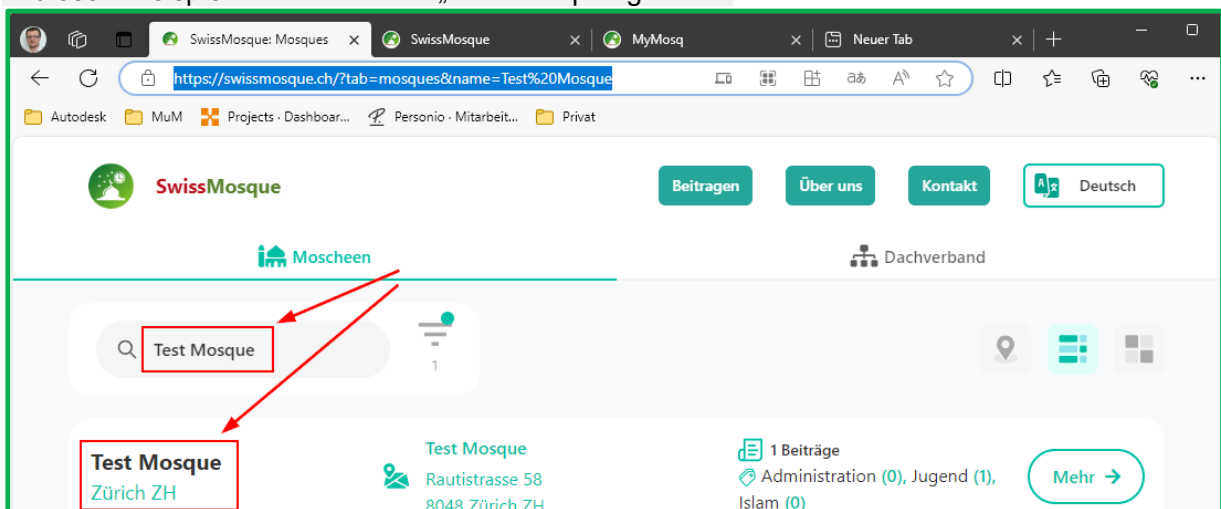 SwissMosque: Mosques
SwissMosque
MyMosq
Neuer Tab
https://swissmosque.ch/?tab=mosques&name=Test%20Mosque
Autodesk
MuM
Projects · Dashboar...
Personio · Mitarbeit...
Privat
SwissMosque
Beitragen
Über uns
Kontakt
Deutsch
Moscheen
Dachverband
Test Mosque
1
Test Mosque
Zürich ZH
Test Mosque
Rautistrasse 58
8048 Zürich ZH
1 Beiträge
Administration (0), Jugend (1),
Islam (0)
Mehr →